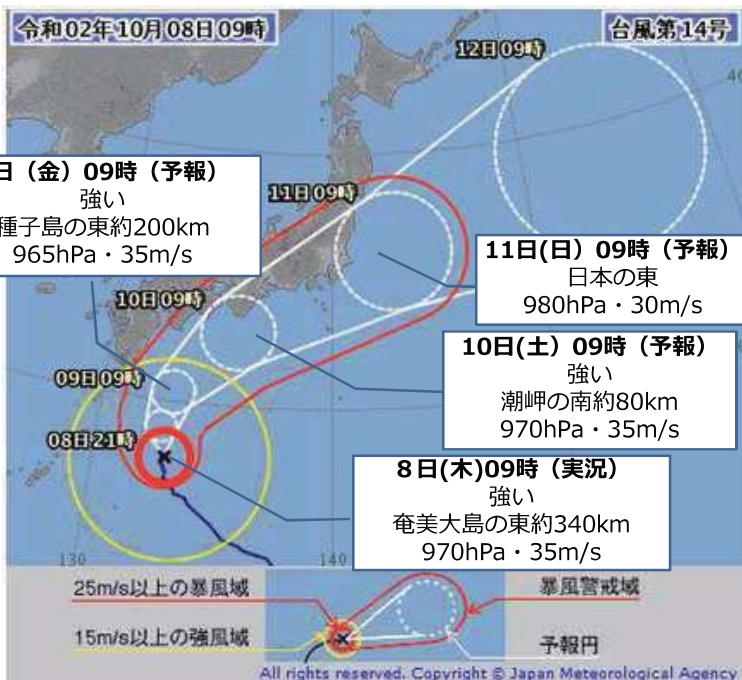 令和02年10月08日09時
台風第14号
12日09時
日（金）09時（予報）
強い
種子島の東約200km
965hPa・35m/s
11日09時
11日(日）09時（予報）
日本の東
980hPa・30m/s
10日09時
10日(土）09時（予報）
強い
潮岬の南約80km
970hPa・35m/s
09日09時
08日21時
8日(木)09時（実況）
強い
奄美大島の東約340km
970hPa・35m/s
130
140
40
25m/s以上の暴風域
暴風警戒域
15m/s以上の強風域
予報円
All rights reserved. Copyright © Japan Meteorological Agency